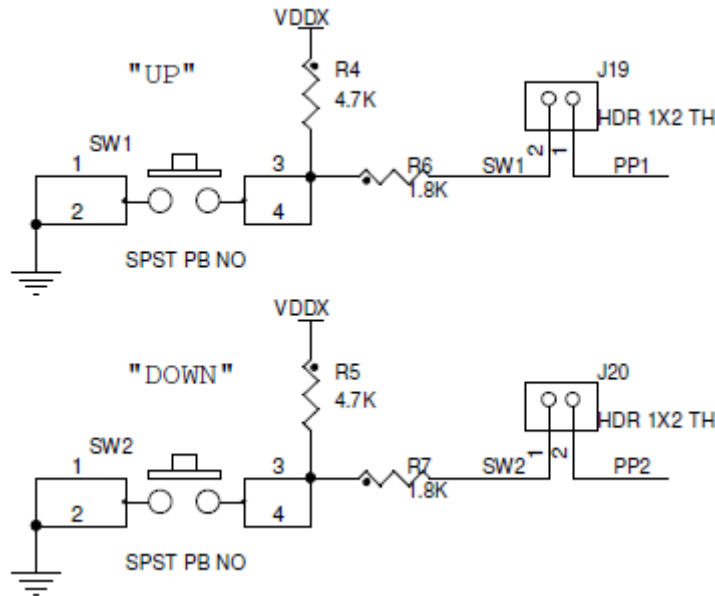 VDDX
"UP"
R4
4.7K
J19
HDR 1X2 TH
SW1
1
2
3
4
R6
1.8K
SW1
2
1
PP1
SPST PB NO
VDDX
"DOWN"
R5
4.7K
J20
HDR 1X2 TH
SW2
1
2
3
4
R7
1.8K
SW2
1
2
PP2
SPST PB NO